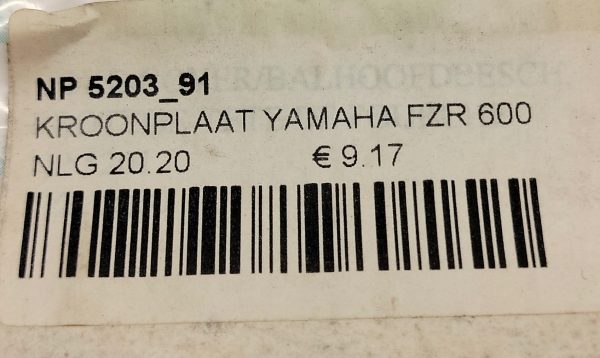 NP 5203_91
KROONPLAAT YAMAHA FZR 600
NLG 20.20 € 9.17